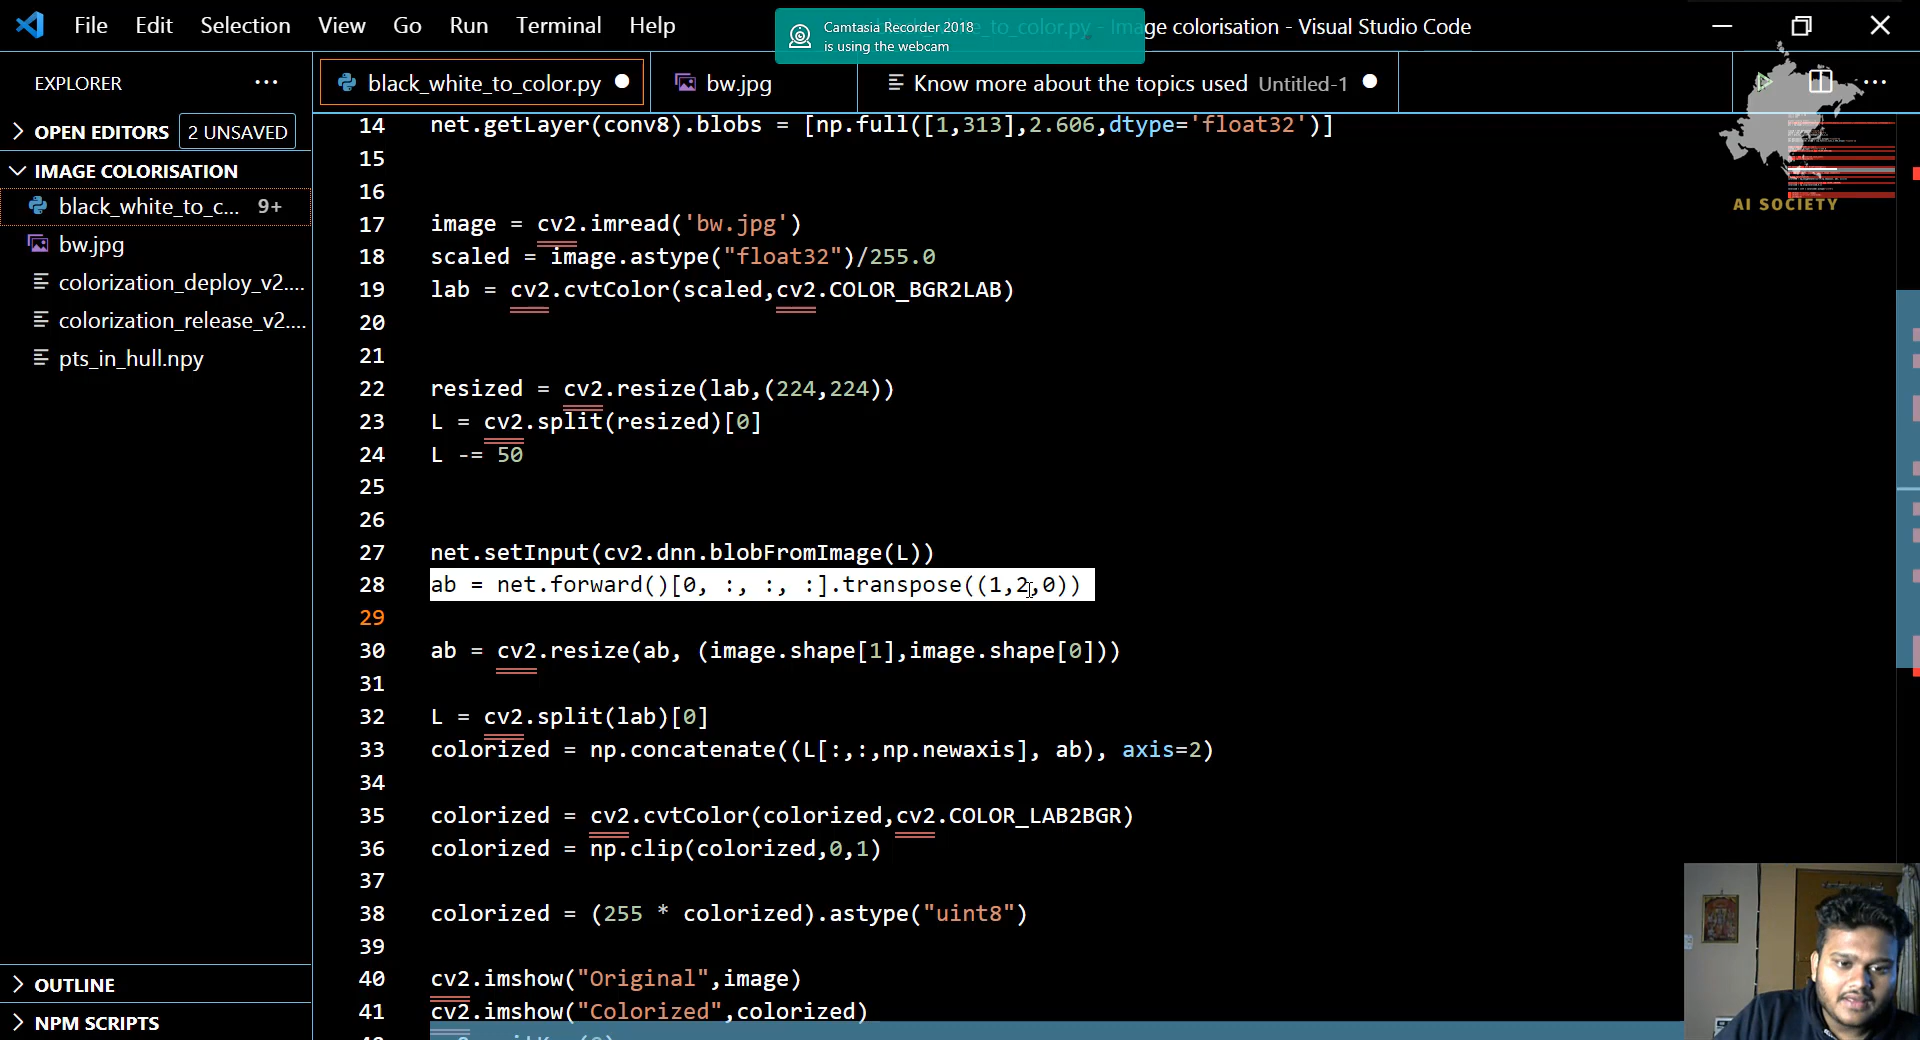 File Edit Selection View Go Run Terminal Help
Camtasia Recorder 2018
is using the webcam
_to_color.py - Image colorisation - Visual Studio Code
EXPLORER ···
black_white_to_color.py
bw.jpg
Know more about the topics used Untitled-1
OPEN EDITORS 2 UNSAVED
IMAGE COLORISATION
black_white_to_c... 9+
bw.jpg
colorization_deploy_v2....
colorization_release_v2....
pts_in_hull.npy
OUTLINE
NPM SCRIPTS
14 net.getLayer(conv8).blobs = [np.full([1,313],2.606,dtype='float32')]
15
16
17 image = cv2.imread('bw.jpg')
18 scaled = image.astype("float32")/255.0
19 lab = cv2.cvtColor(scaled,cv2.COLOR_BGR2LAB)
20
21
22 resized = cv2.resize(lab,(224,224))
23 L = cv2.split(resized)[0]
24 L -= 50
25
26
27 net.setInput(cv2.dnn.blobFromImage(L))
28 ab = net.forward()[0, :, :, :].transpose((1,2,0))
29
30 ab = cv2.resize(ab, (image.shape[1],image.shape[0]))
31
32 L = cv2.split(lab)[0]
33 colorized = np.concatenate((L[:,:,np.newaxis], ab), axis=2)
34
35 colorized = cv2.cvtColor(colorized,cv2.COLOR_LAB2BGR)
36 colorized = np.clip(colorized,0,1)
37
38 colorized = (255 * colorized).astype("uint8")
39
40 cv2.imshow("Original",image)
41 cv2.imshow("Colorized",colorized)
AI SOCIETY